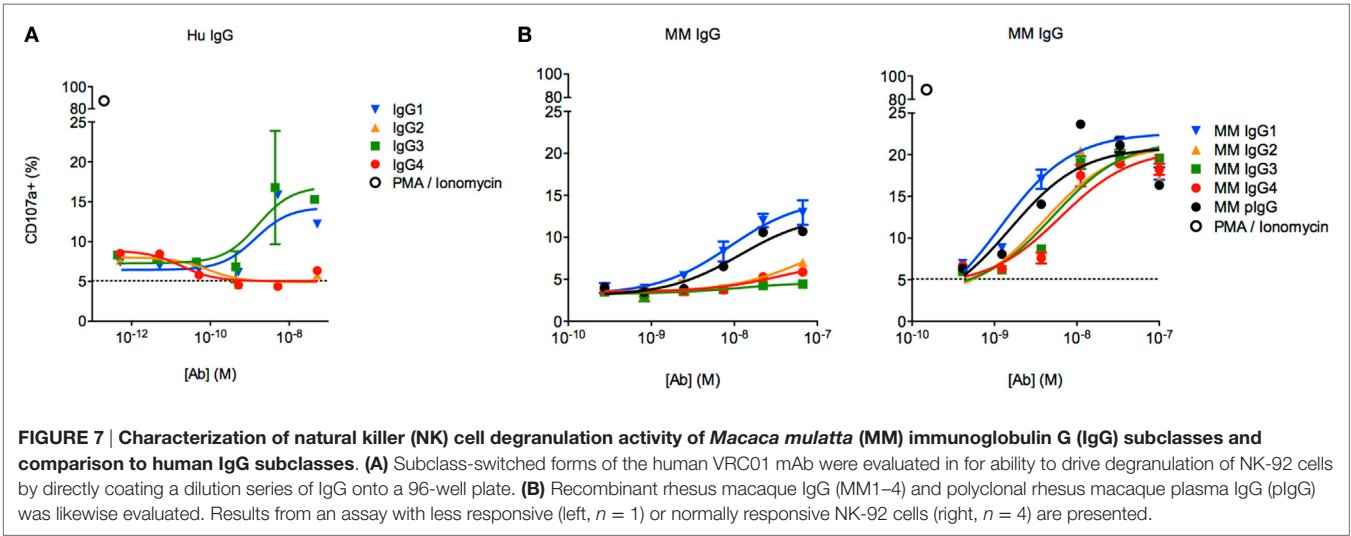 A
Hu IgG
CD107a+ (%)
100
80
25
20
15
10
5
0
10-12
10-10
10-8
[Ab] (M)
IgG1
IgG2
IgG3
IgG4
PMA / Ionomycin
B
MM IgG
100
80
25
20
15
10
5
0
10-10
10-9
10-8
10-7
[Ab] (M)
MM IgG
100
80
25
20
15
10
5
0
10-10
10-9
10-8
10-7
[Ab] (M)
MM IgG1
MM IgG2
MM IgG3
MM IgG4
MM pIgG
PMA / Ionomycin
FIGURE 7 | Characterization of natural killer (NK) cell degranulation activity of Macaca mulatta (MM) immunoglobulin G (IgG) subclasses and
comparison to human IgG subclasses. (A) Subclass-switched forms of the human VRC01 mAb were evaluated in for ability to drive degranulation of NK-92 cells
by directly coating a dilution series of IgG onto a 96-well plate. (B) Recombinant rhesus macaque IgG (MM1–4) and polyclonal rhesus macaque plasma IgG (pIgG)
was likewise evaluated. Results from an assay with less responsive (left, n = 1) or normally responsive NK-92 cells (right, n = 4) are presented.